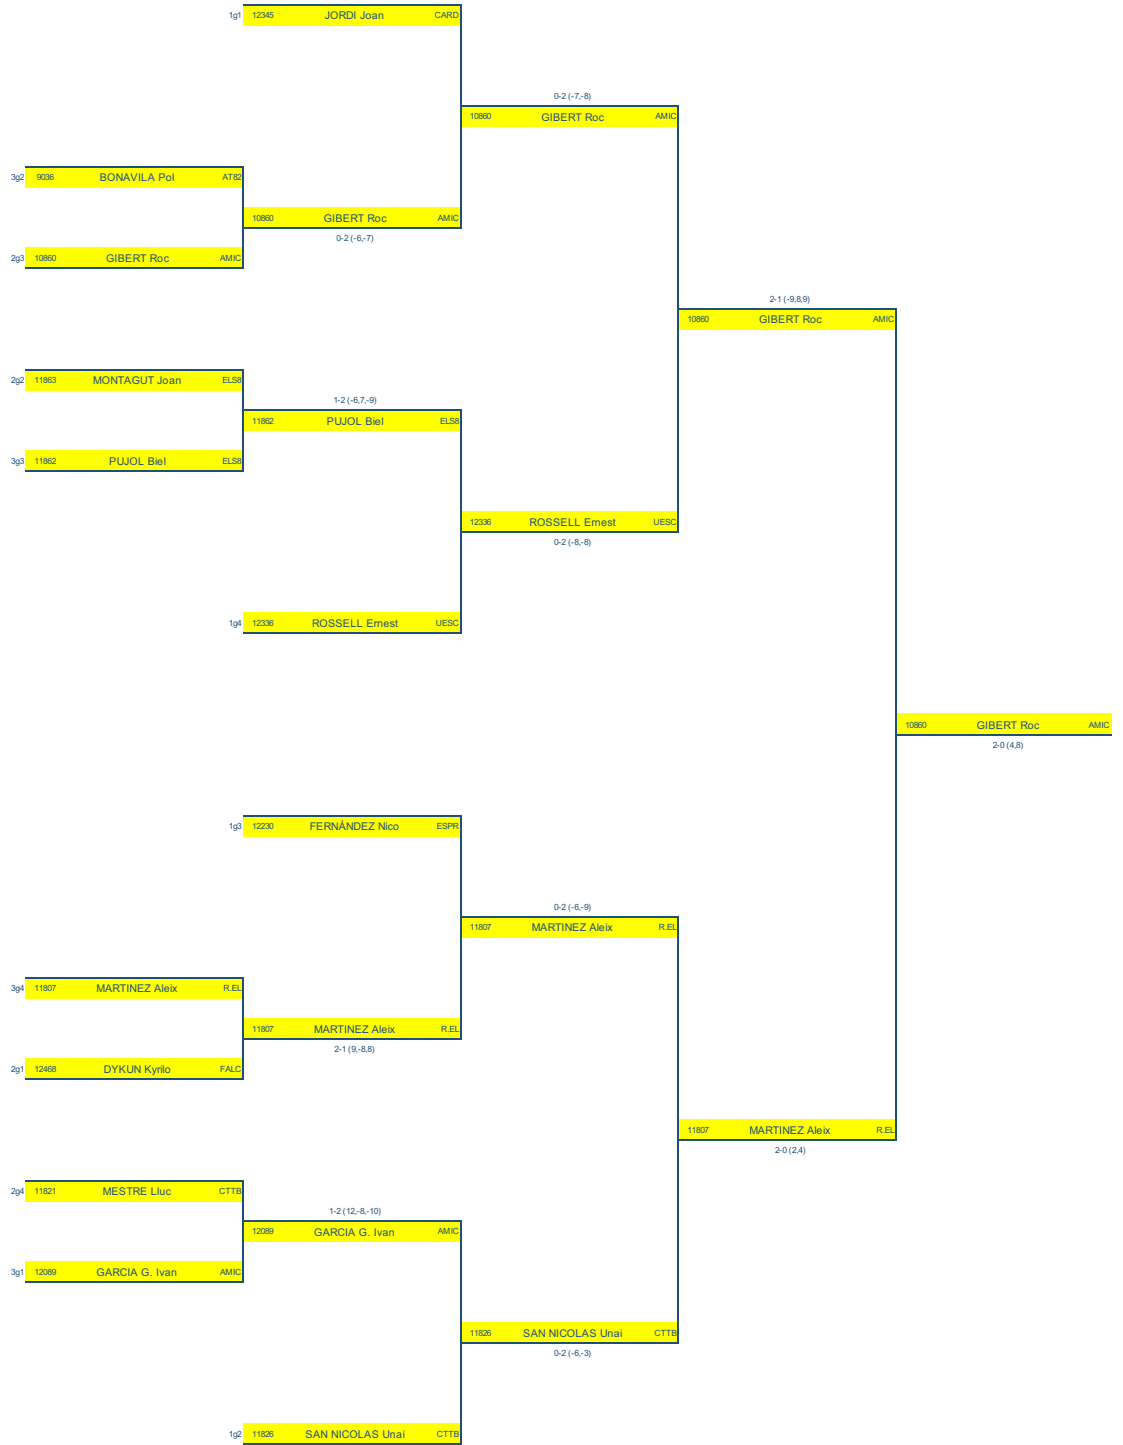 1g1 12345 JORDI Joan CARD
0-2 (-7,-8)
10860 GIBERT Roc AMIC
3g2 9036 BONAVILA Pol AT82
10860 GIBERT Roc AMIC
0-2 (-6,-7)
2g3 10860 GIBERT Roc AMIC
2-1 (-9,8,9)
10860 GIBERT Roc AMIC
2g2 11863 MONTAGUT Joan ELS8
1-2 (-6,7,-9)
11862 PUJOL Biel ELS8
3g3 11862 PUJOL Biel ELS8
12336 ROSSELL Ernest UESC
0-2 (-8,-8)
1g4 12336 ROSSELL Ernest UESC
10860 GIBERT Roc AMIC
2-0 (4,8)
1g3 12230 FERNÁNDEZ Nico ESPR
0-2 (-6,-9)
11807 MARTINEZ Aleix R.EL
3g4 11807 MARTINEZ Aleix R.EL
11807 MARTINEZ Aleix R.EL
2-1 (9,-8,8)
2g1 12468 DYKUN Kyrilo FALC
11807 MARTINEZ Aleix R.EL
2-0 (2,4)
2g4 11821 MESTRE Lluc CTTB
1-2 (12,-8,-10)
12089 GARCIA G. Ivan AMIC
3g1 12089 GARCIA G. Ivan AMIC
11826 SAN NICOLAS Unai CTTB
0-2 (-6,-3)
1g2 11826 SAN NICOLAS Unai CTTB